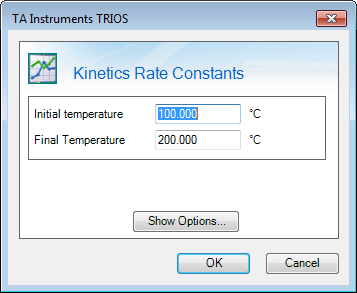 TA Instruments TRIOS
Kinetics Rate Constants
Initial temperature 100.000 °C
Final Temperature 200.000 °C
Show Options...
OK Cancel